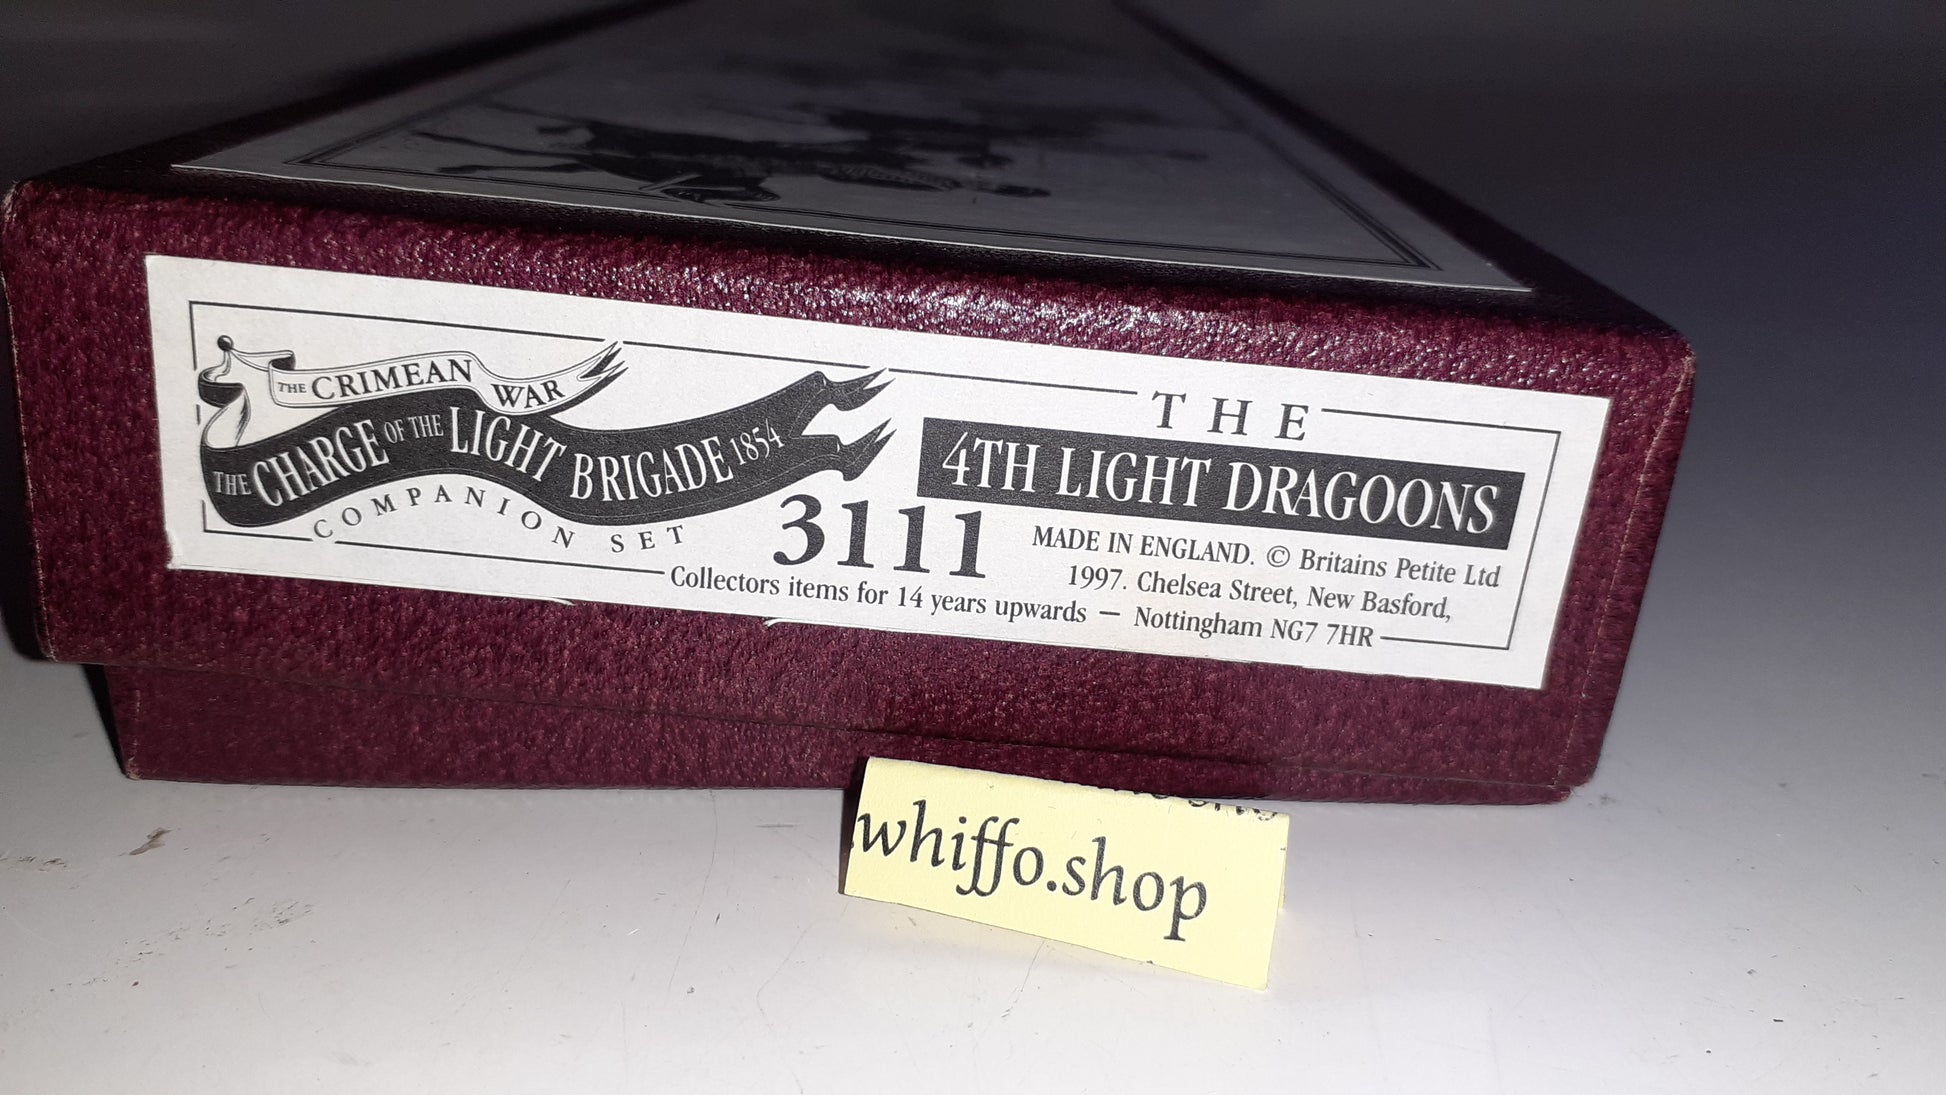 THE CRIMEAN WAR
THE CHARGE OF THE LIGHT BRIGADE 1854
COMPANION SET
3111
THE
4TH LIGHT DRAGOONS
MADE IN ENGLAND. © Britains Petite Ltd
1997. Chelsea Street, New Basford,
Collectors items for 14 years upwards — Nottingham NG7 7HR
whiffo.shop